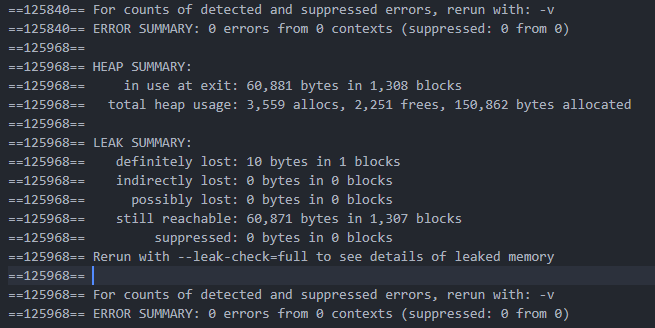 ==125840== For counts of detected and suppressed errors, rerun with: -v
==125840== ERROR SUMMARY: 0 errors from 0 contexts (suppressed: 0 from 0)
==125968==
==125968== HEAP SUMMARY:
==125968==     in use at exit: 60,881 bytes in 1,308 blocks
==125968==   total heap usage: 3,559 allocs, 2,251 frees, 150,862 bytes allocated
==125968==
==125968== LEAK SUMMARY:
==125968==    definitely lost: 10 bytes in 1 blocks
==125968==    indirectly lost: 0 bytes in 0 blocks
==125968==      possibly lost: 0 bytes in 0 blocks
==125968==    still reachable: 60,871 bytes in 1,307 blocks
==125968==         suppressed: 0 bytes in 0 blocks
==125968== Rerun with --leak-check=full to see details of leaked memory
==125968==
==125968== For counts of detected and suppressed errors, rerun with: -v
==125968== ERROR SUMMARY: 0 errors from 0 contexts (suppressed: 0 from 0)